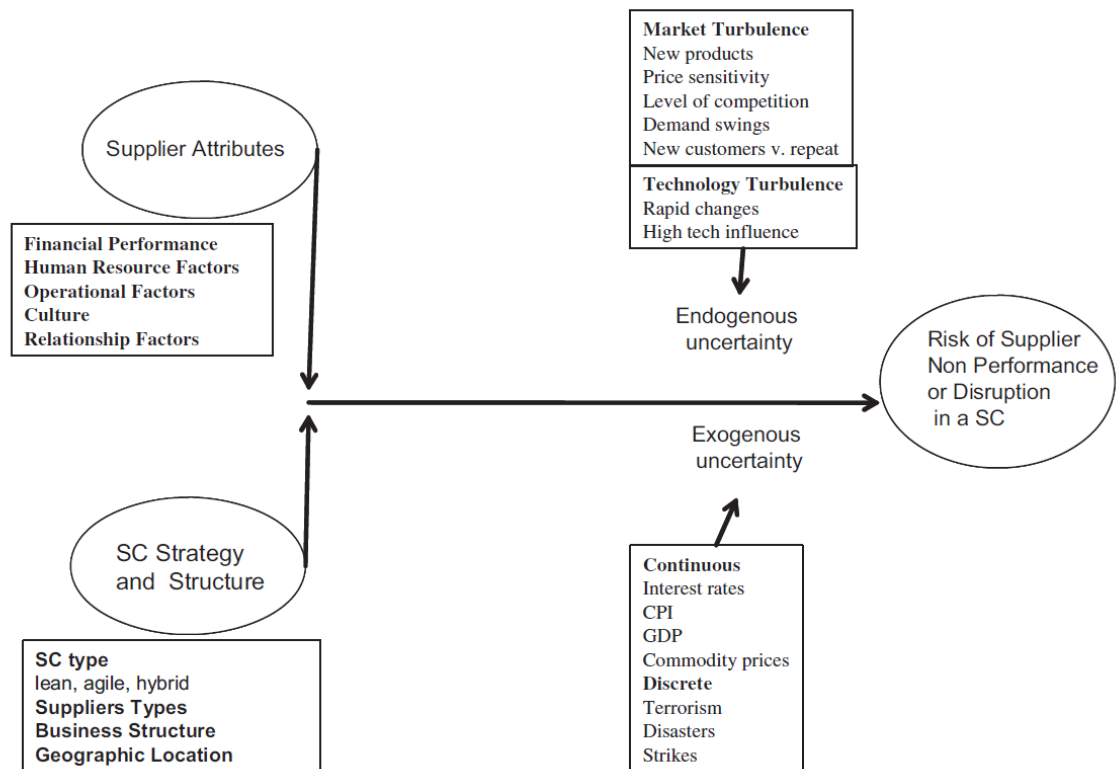 Supplier Attributes
Financial Performance
Human Resource Factors
Operational Factors
Culture
Relationship Factors
SC Strategy
and Structure
SC type
lean, agile, hybrid
Suppliers Types
Business Structure
Geographic Location
Market Turbulence
New products
Price sensitivity
Level of competition
Demand swings
New customers v. repeat
Technology Turbulence
Rapid changes
High tech influence
Endogenous
uncertainty
Exogenous
uncertainty
Continuous
Interest rates
CPI
GDP
Commodity prices
Discrete
Terrorism
Disasters
Strikes
Risk of Supplier
Non Performance
or Disruption
in a SC